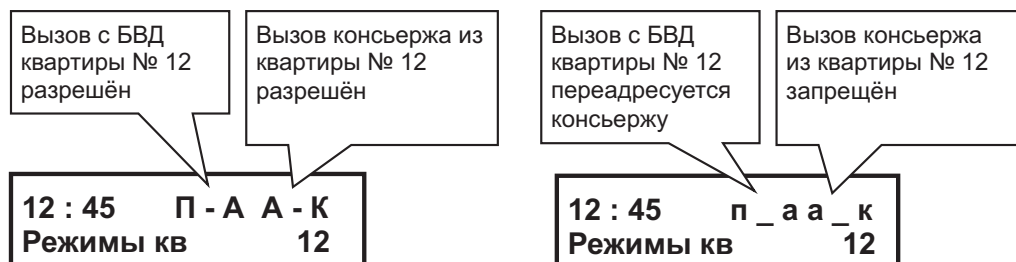 Вызов с БВД
квартиры № 12
разрешён
Вызов консьержа из
квартиры № 12
разрешён
12 : 45 П - А А - К
Режимы кв 12
Вызов с БВД
квартиры № 12
переадресуется
консьержу
Вызов консьержа
из квартиры № 12
запрещён
12 : 45 п _ а а _ к
Режимы кв 12